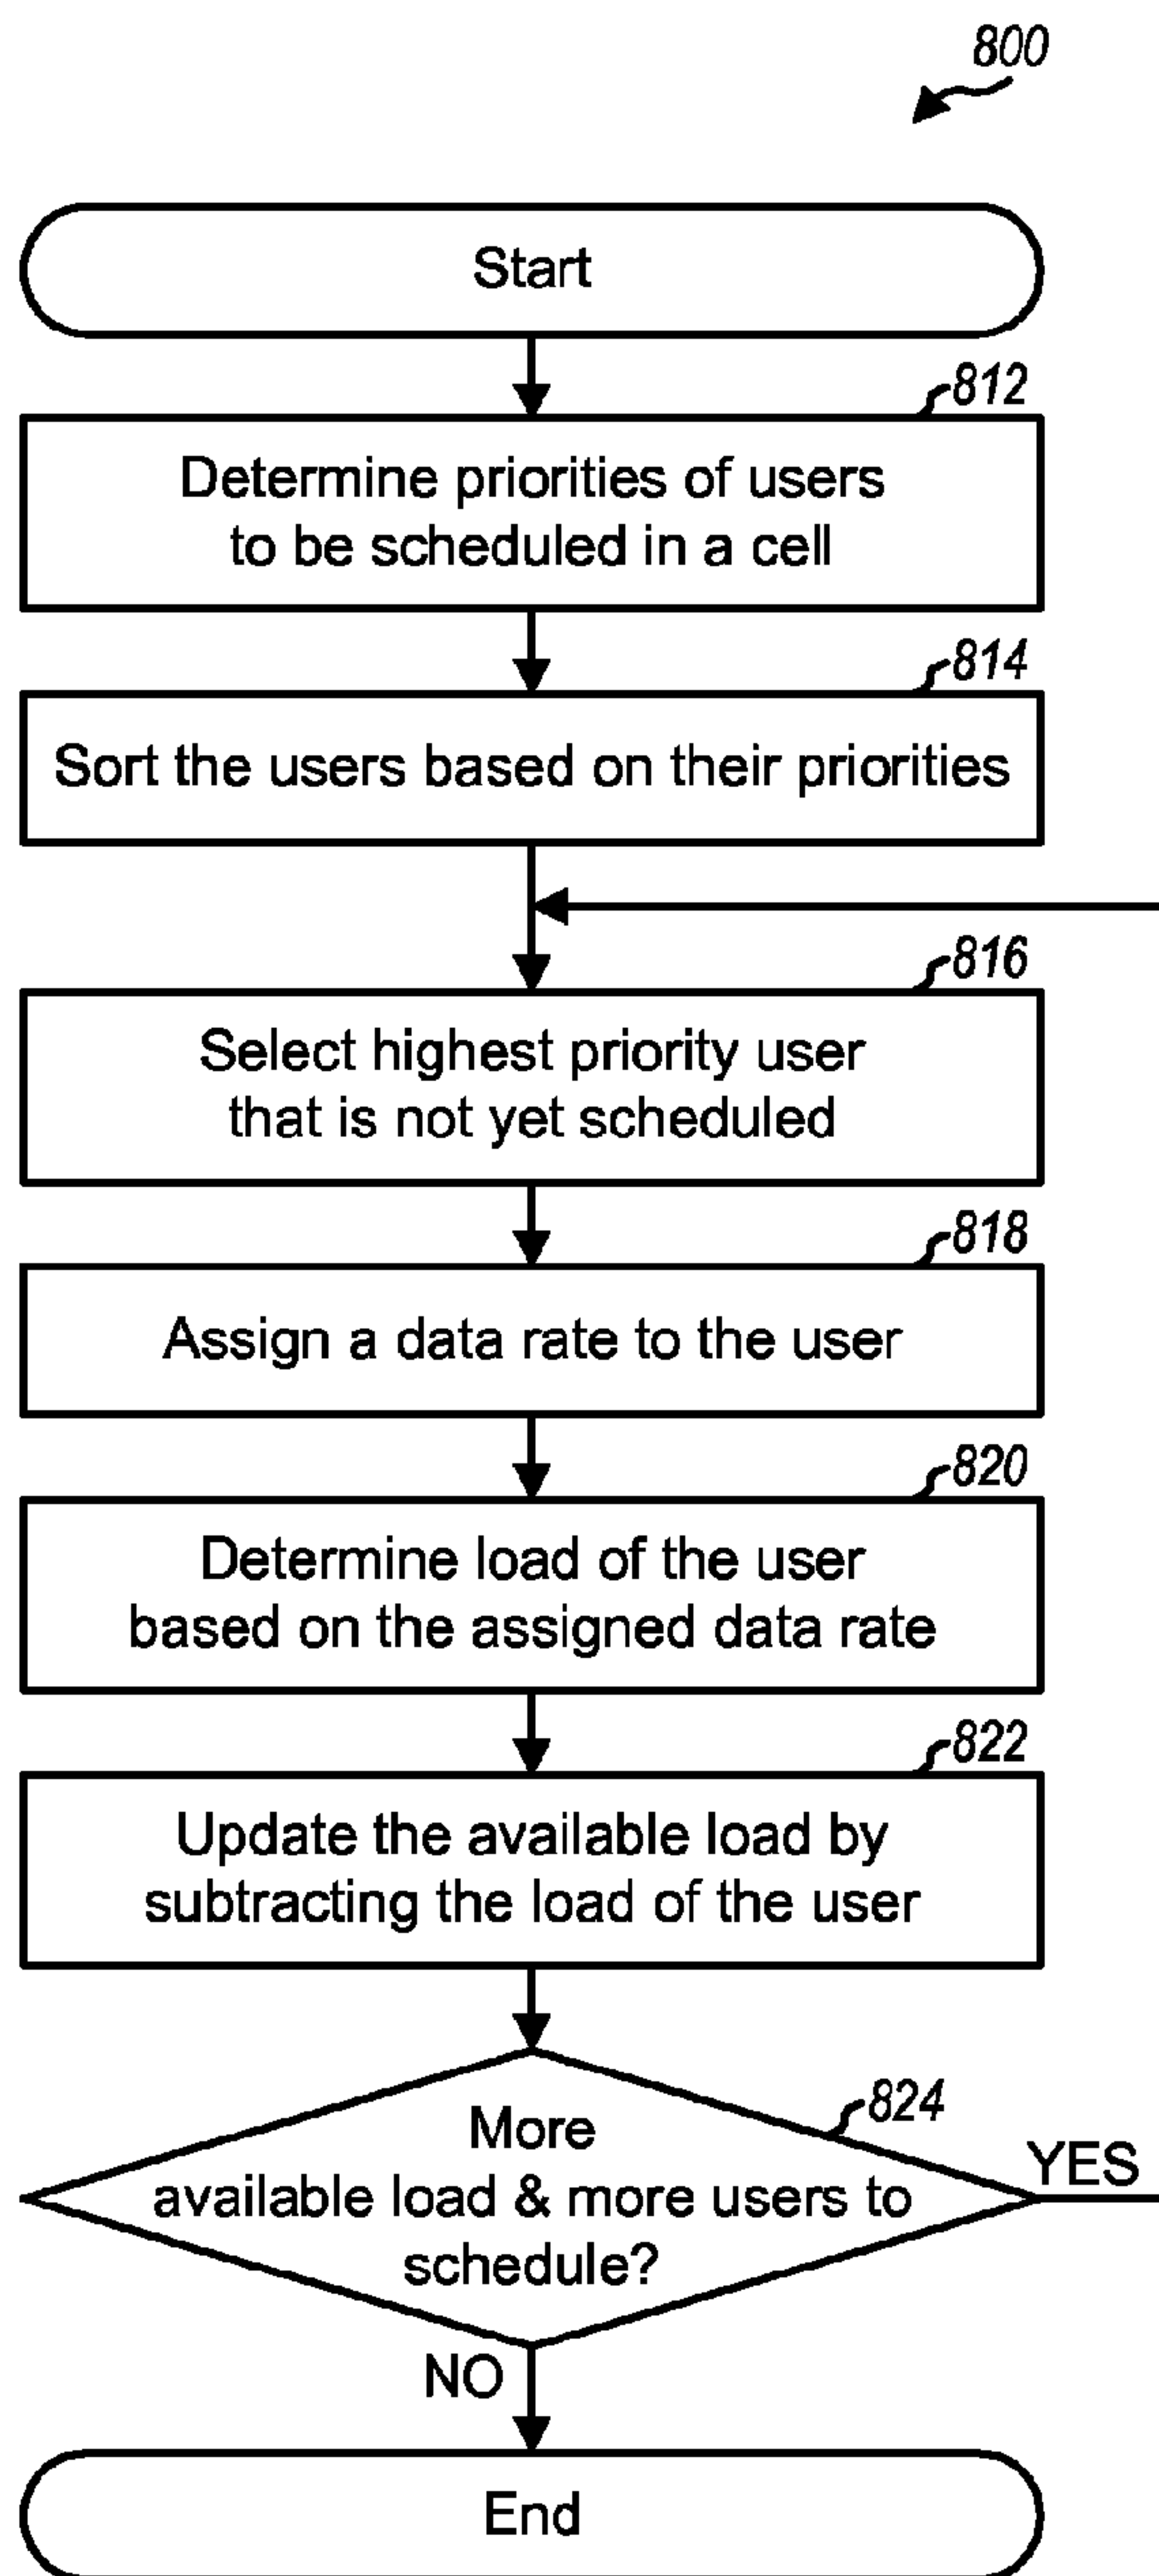 800
Start
812
Determine priorities of users
to be scheduled in a cell
814
Sort the users based on their priorities
816
Select highest priority user
that is not yet scheduled
818
Assign a data rate to the user
820
Determine load of the user
based on the assigned data rate
822
Update the available load by
subtracting the load of the user
824
More
available load & more users to
schedule?
YES
NO
End